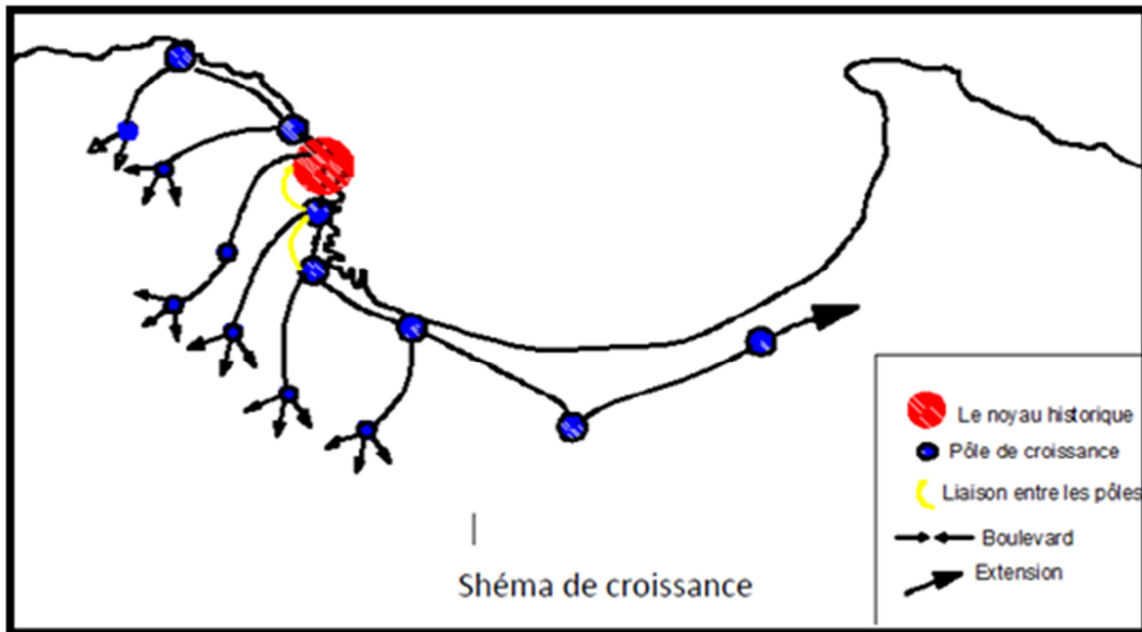 Le noyau historique
Pôle de croissance
Liaison entre les pôles
Boulevard
Extension
Shéma de croissance